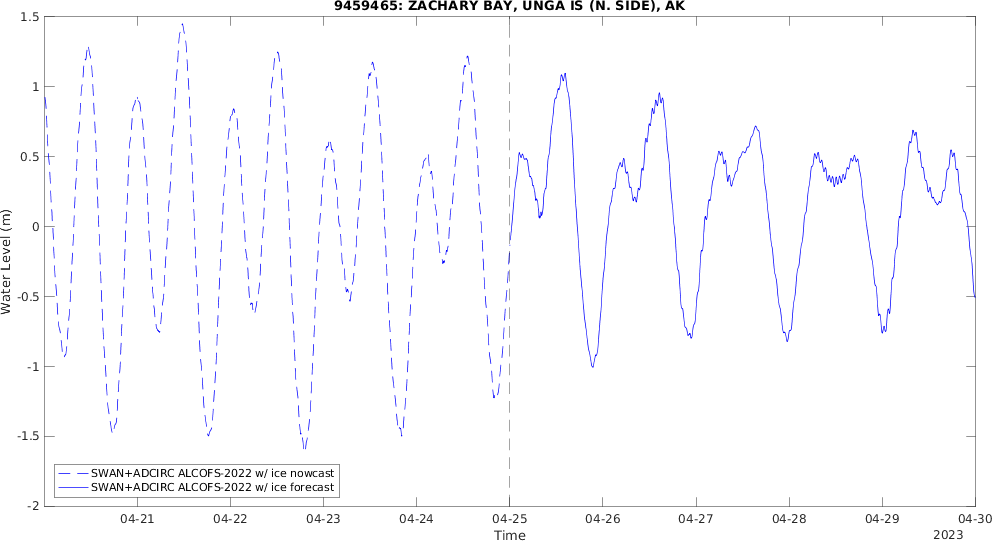 9459465: ZACHARY BAY, UNGA IS (N. SIDE), AK
1.5
1
0.5
0
-0.5
-1
-1.5
-2
Water Level (m)
SWAN+ADCIRC ALCOFS-2022 w/ ice nowcast
SWAN+ADCIRC ALCOFS-2022 w/ ice forecast
04-21 04-22 04-23 04-24 04-25 04-26 04-27 04-28 04-29 04-30
Time
2023